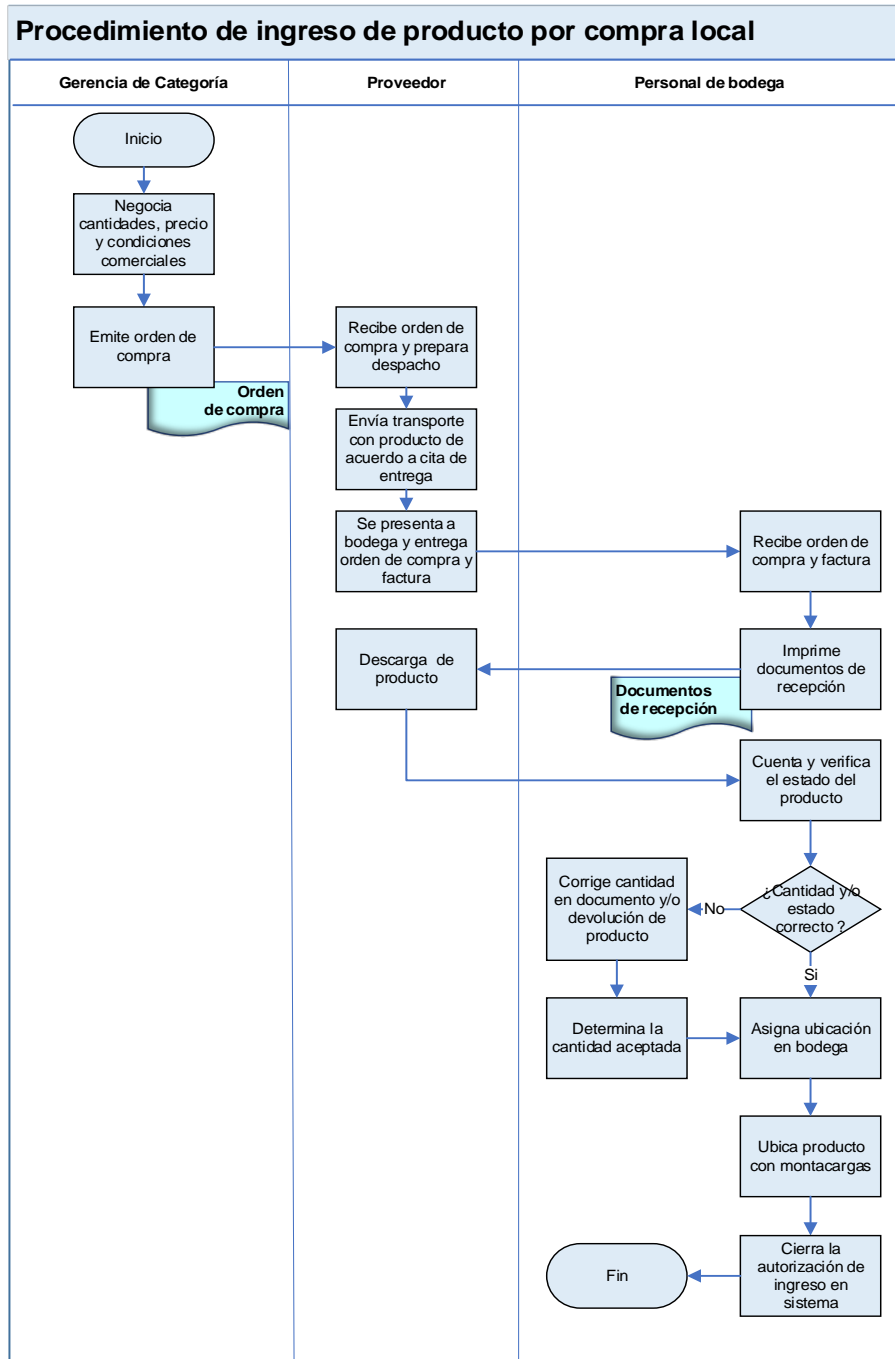 Procedimiento de ingreso de producto por compra local
Gerencia de Categoría
Proveedor
Personal de bodega
Inicio
Negocia
cantidades, precio
y condiciones
comerciales
Emite orden de
compra
Orden
de compra
Recibe orden de
compra y prepara
despacho
Envía transporte
con producto de
acuerdo a cita de
entrega
Se presenta a
bodega y entrega
orden de compra y
factura
Recibe orden de
compra y factura
Imprime
documentos de
recepción
Documentos
de recepción
Descarga de
producto
Cuenta y verifica
el estado del
producto
¿Cantidad y/o
estado
correcto ?
No
Corrige cantidad
en documento y/o
devolución de
producto
Si
Determina la
cantidad aceptada
Asigna ubicación
en bodega
Ubica producto
con montacargas
Cierra la
autorización de
ingreso en
sistema
Fin